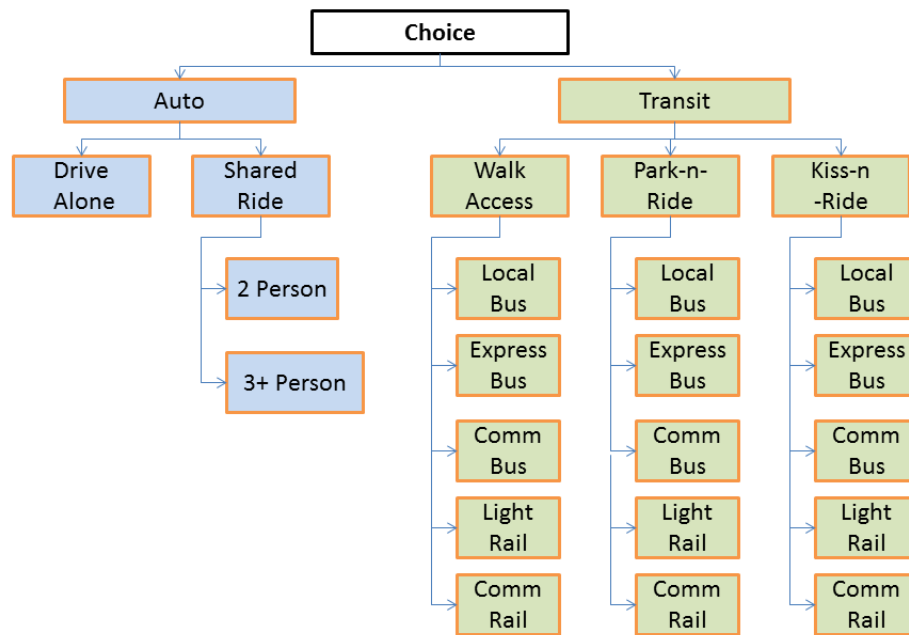 Choice
Auto
Transit
Drive
Alone
Shared
Ride
Walk
Access
Park-n-
Ride
Kiss-n
-Ride
2 Person
3+ Person
Local
Bus
Express
Bus
Comm
Bus
Light
Rail
Comm
Rail
Local
Bus
Express
Bus
Comm
Bus
Light
Rail
Comm
Rail
Local
Bus
Express
Bus
Comm
Bus
Light
Rail
Comm
Rail